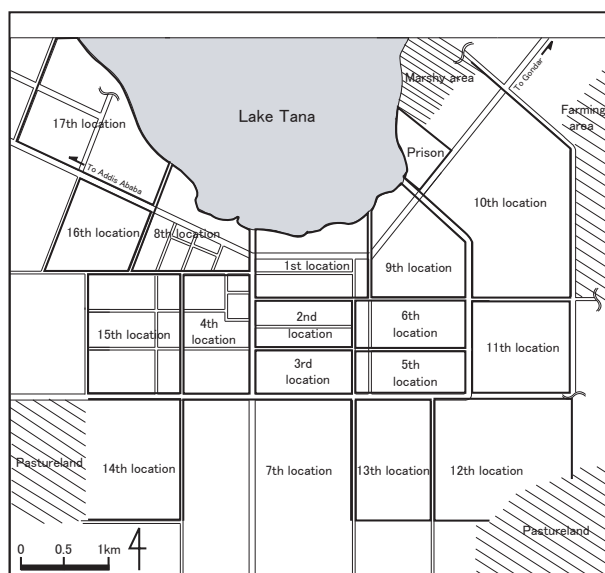 To Gondar
Marshy area
Lake Tana
Farming
area
17th location
Prison
To Addis Ababa
10th location
16th location
8th location
1st location
9th location
2nd
location
6th
location
4th
location
15th location
11th location
3rd
location
5th
location
Pastureland
14th location
7th location
13th location
12th location
Pastureland
0 0.5 1km